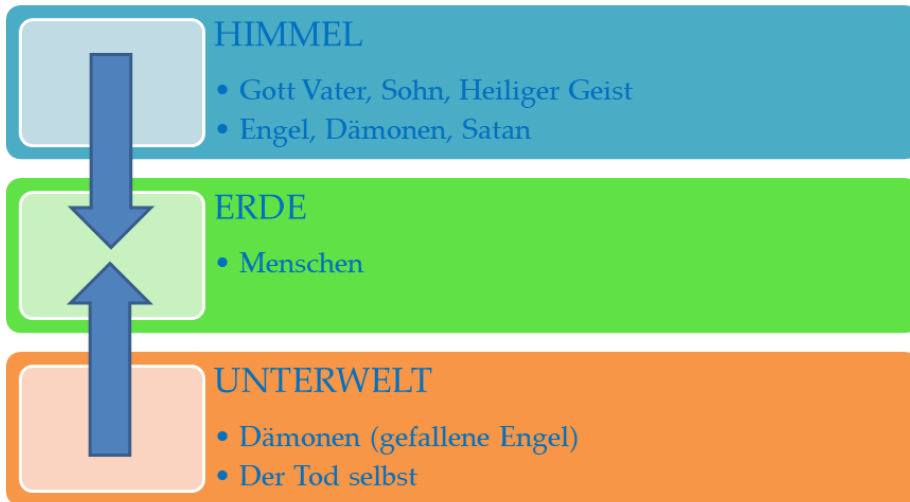 HIMMEL
• Gott Vater, Sohn, Heiliger Geist
• Engel, Dämonen, Satan
ERDE
• Menschen
UNTERWELT
• Dämonen (gefallene Engel)
• Der Tod selbst